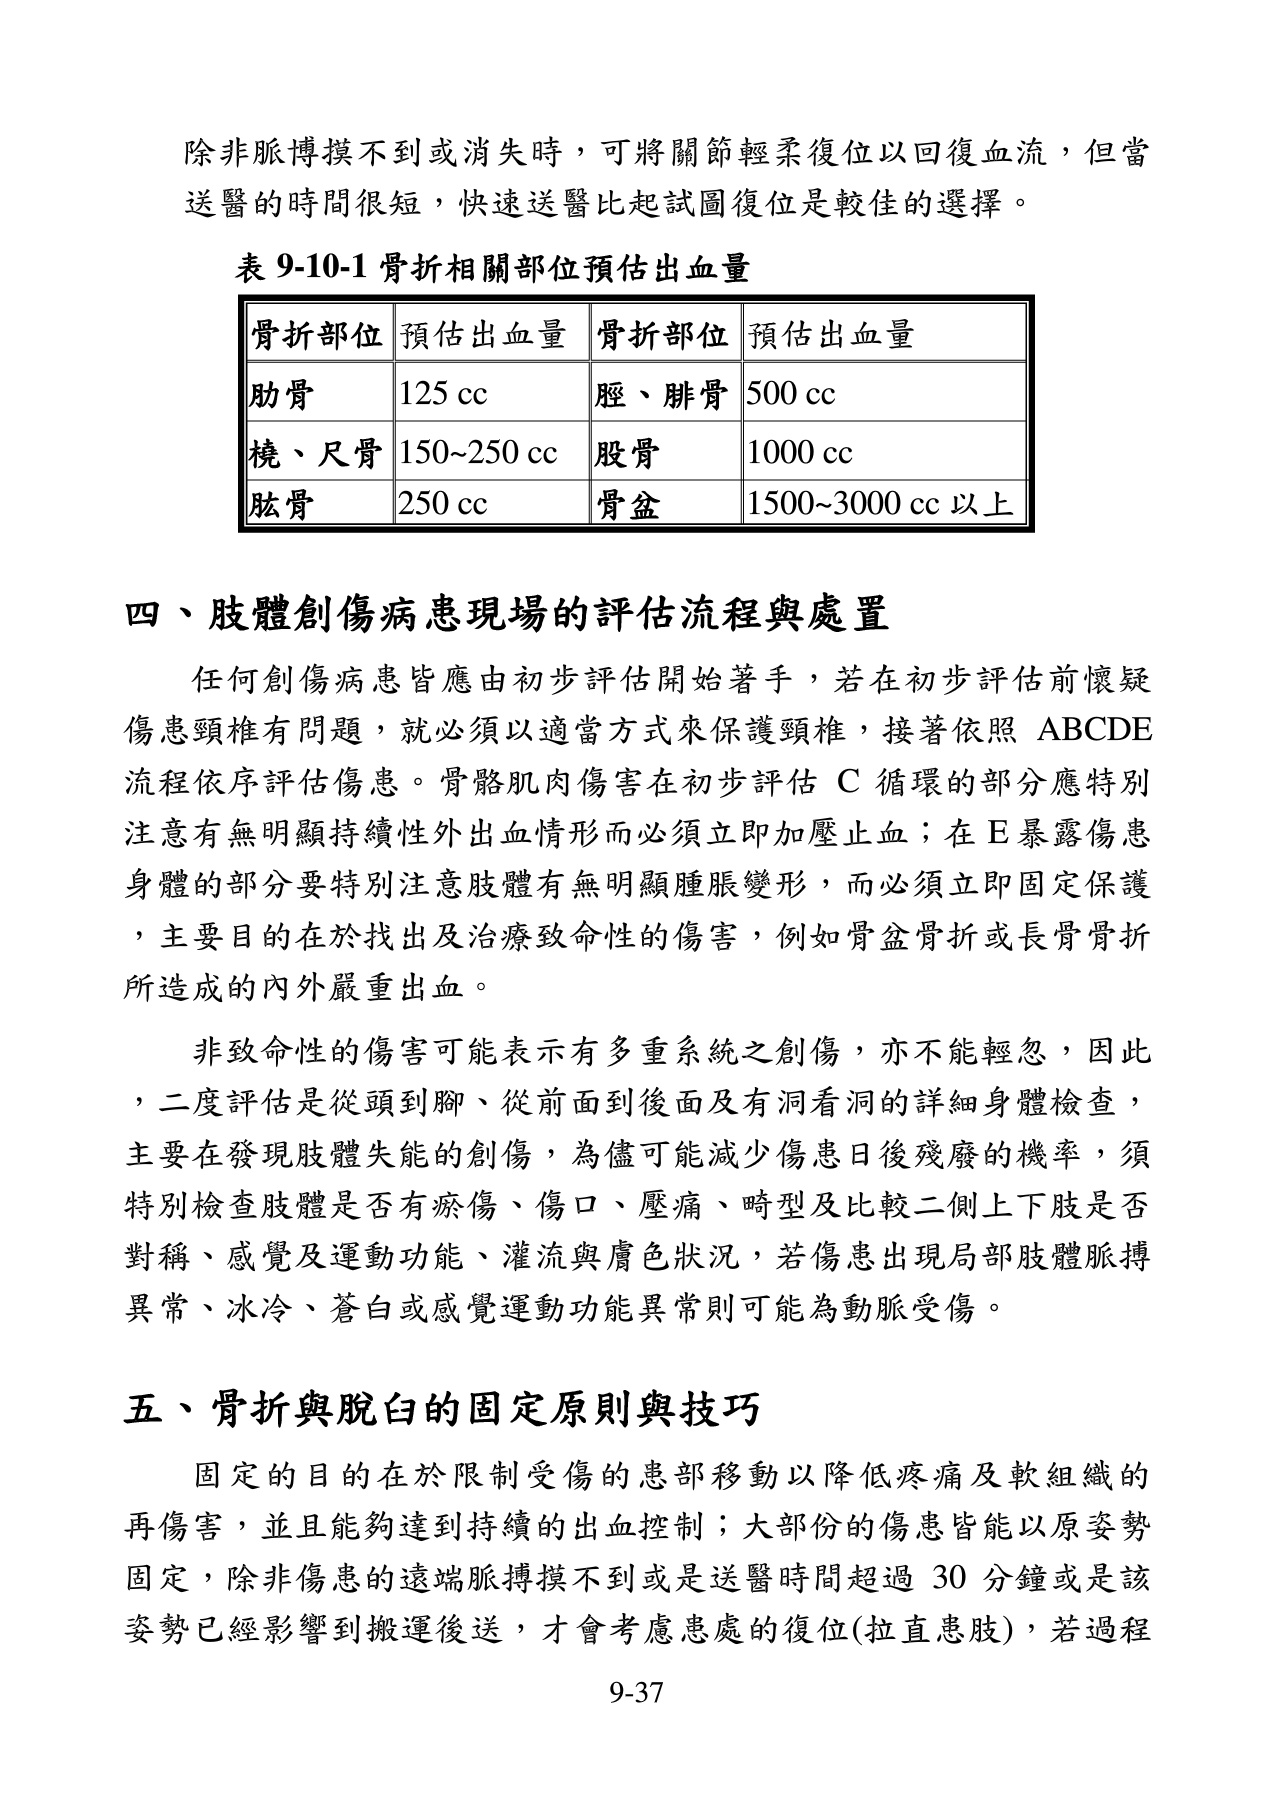 除非脈博摸不到或消失時，可將關節輕柔復位以回復血流，但當
送醫的時間很短，快速送醫比起試圖復位是較佳的選擇。
表 9-10-1 骨折相關部位預估出血量
骨折部位 預估出血量 骨折部位 預估出血量
肋骨 125 cc 脛、腓骨 500 cc
橈、尺骨 150~250 cc 股骨 1000 cc
肱骨 250 cc 骨盆 1500~3000 cc 以上
四、肢體創傷病患現場的評估流程與處置
任何創傷病患皆應由初步評估開始著手，若在初步評估前懷疑
傷患頸椎有問題，就必須以適當方式來保護頸椎，接著依照 ABCDE
流程依序評估傷患。骨骼肌肉傷害在初步評估 C 循環的部分應特別
注意有無明顯持續性外出血情形而必須立即加壓止血；在 E 暴露傷患
身體的部分要特別注意肢體有無明顯腫脹變形，而必須立即固定保護
，主要目的在於找出及治療致命性的傷害，例如骨盆骨折或長骨骨折
所造成的內外嚴重出血。
非致命性的傷害可能表示有多重系統之創傷，亦不能輕忽，因此
，二度評估是從頭到腳、從前面到後面及有洞看洞的詳細身體檢查，
主要在發現肢體失能的創傷，為儘可能減少傷患日後殘廢的機率，須
特別檢查肢體是否有瘀傷、傷口、壓痛、畸型及比較二側上下肢是否
對稱、感覺及運動功能、灌流與膚色狀況，若傷患出現局部肢體脈搏
異常、冰冷、蒼白或感覺運動功能異常則可能為動脈受傷。
五、骨折與脫臼的固定原則與技巧
固定的目的在於限制受傷的患部移動以降低疼痛及軟組織的
再傷害，並且能夠達到持續的出血控制；大部份的傷患皆能以原姿勢
固定，除非傷患的遠端脈搏摸不到或是送醫時間超過 30 分鐘或是該
姿勢已經影響到搬運後送，才會考慮患處的復位(拉直患肢)，若過程
9-37